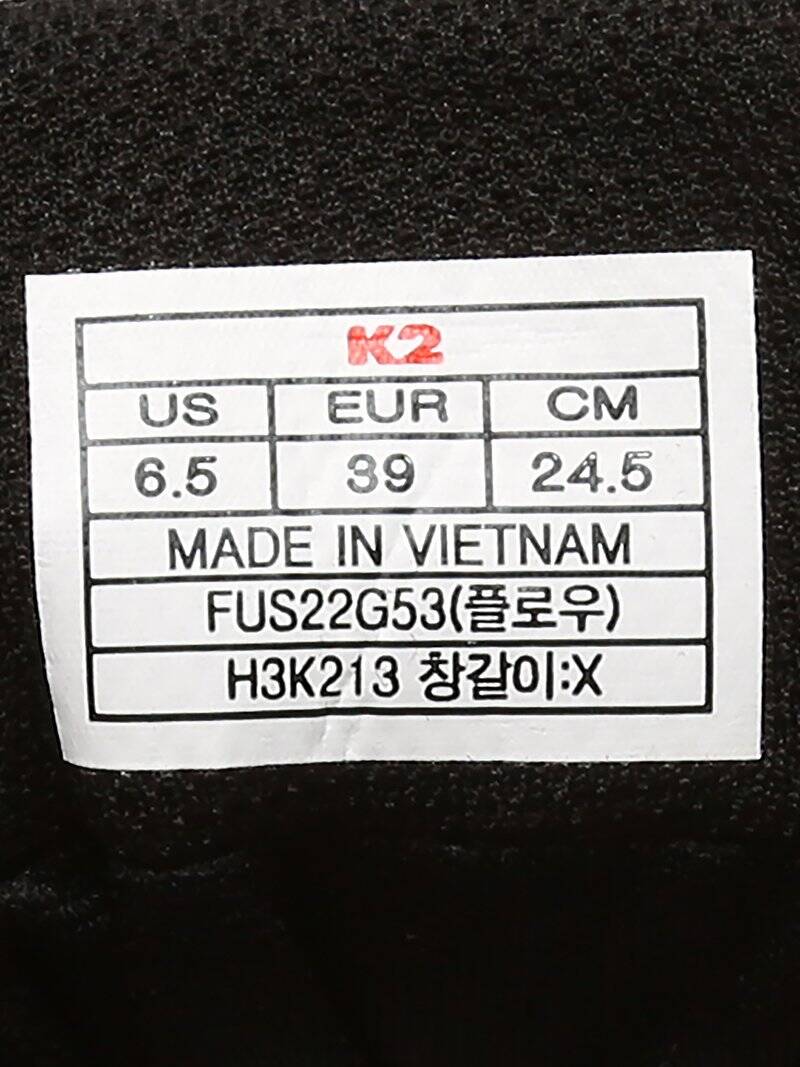 K2
US EUR CM
6.5 39 24.5
MADE IN VIETNAM
FUS22G53(플로우)
H3K213 창갈이:X